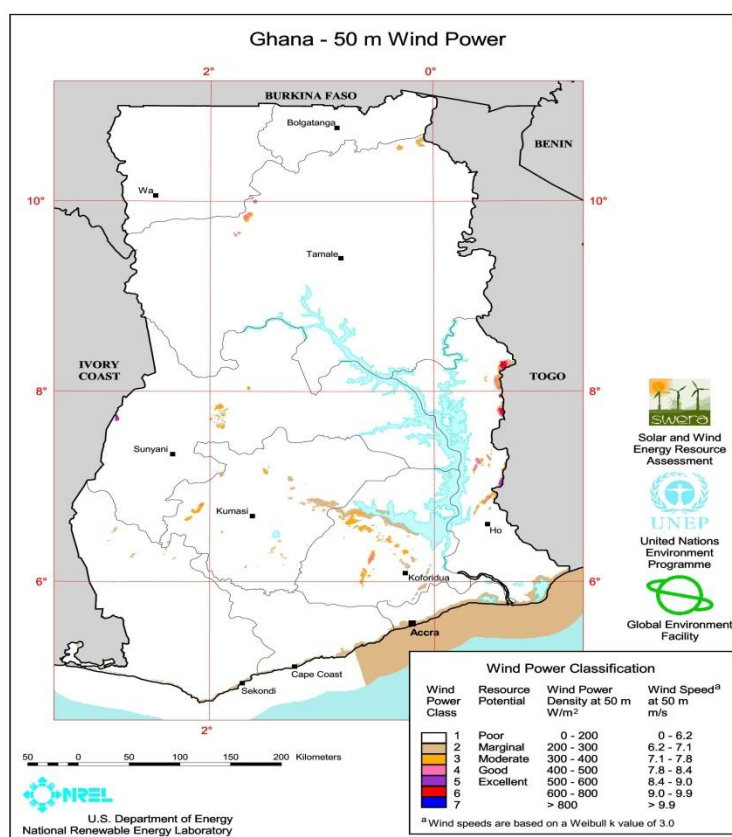 Ghana - 50 m Wind Power
2° 0°
BURKINA FASO
Bolgatanga
BENIN
Wa
10° 10°
Tamale
IVORY
COAST
TOGO
8° 8°
swera
Solar and Wind
Energy Resource
Assessment
Sunyani
Kumasi
Ho
UNEP
United Nations
Environment
Programme
Koforidua
6° 6°
Global Environment
Facility
Accra
Cape Coast
Sekondi
2°
50 0 50 100 150 200 Kilometers
NREL
U.S. Department of Energy
National Renewable Energy Laboratory
Wind Power Classification
Wind Power Class Resource Potential Wind Power Density at 50 m W/m² Wind Speedᵃ at 50 m m/s
1 Poor 0 - 200 0 - 6.2
2 Marginal 200 - 300 6.2 - 7.1
3 Moderate 300 - 400 7.1 - 7.8
4 Good 400 - 500 7.8 - 8.4
5 Excellent 500 - 600 8.4 - 9.0
6 600 - 800 9.0 - 9.9
7 > 800 > 9.9
ᵃ Wind speeds are based on a Weibull k value of 3.0